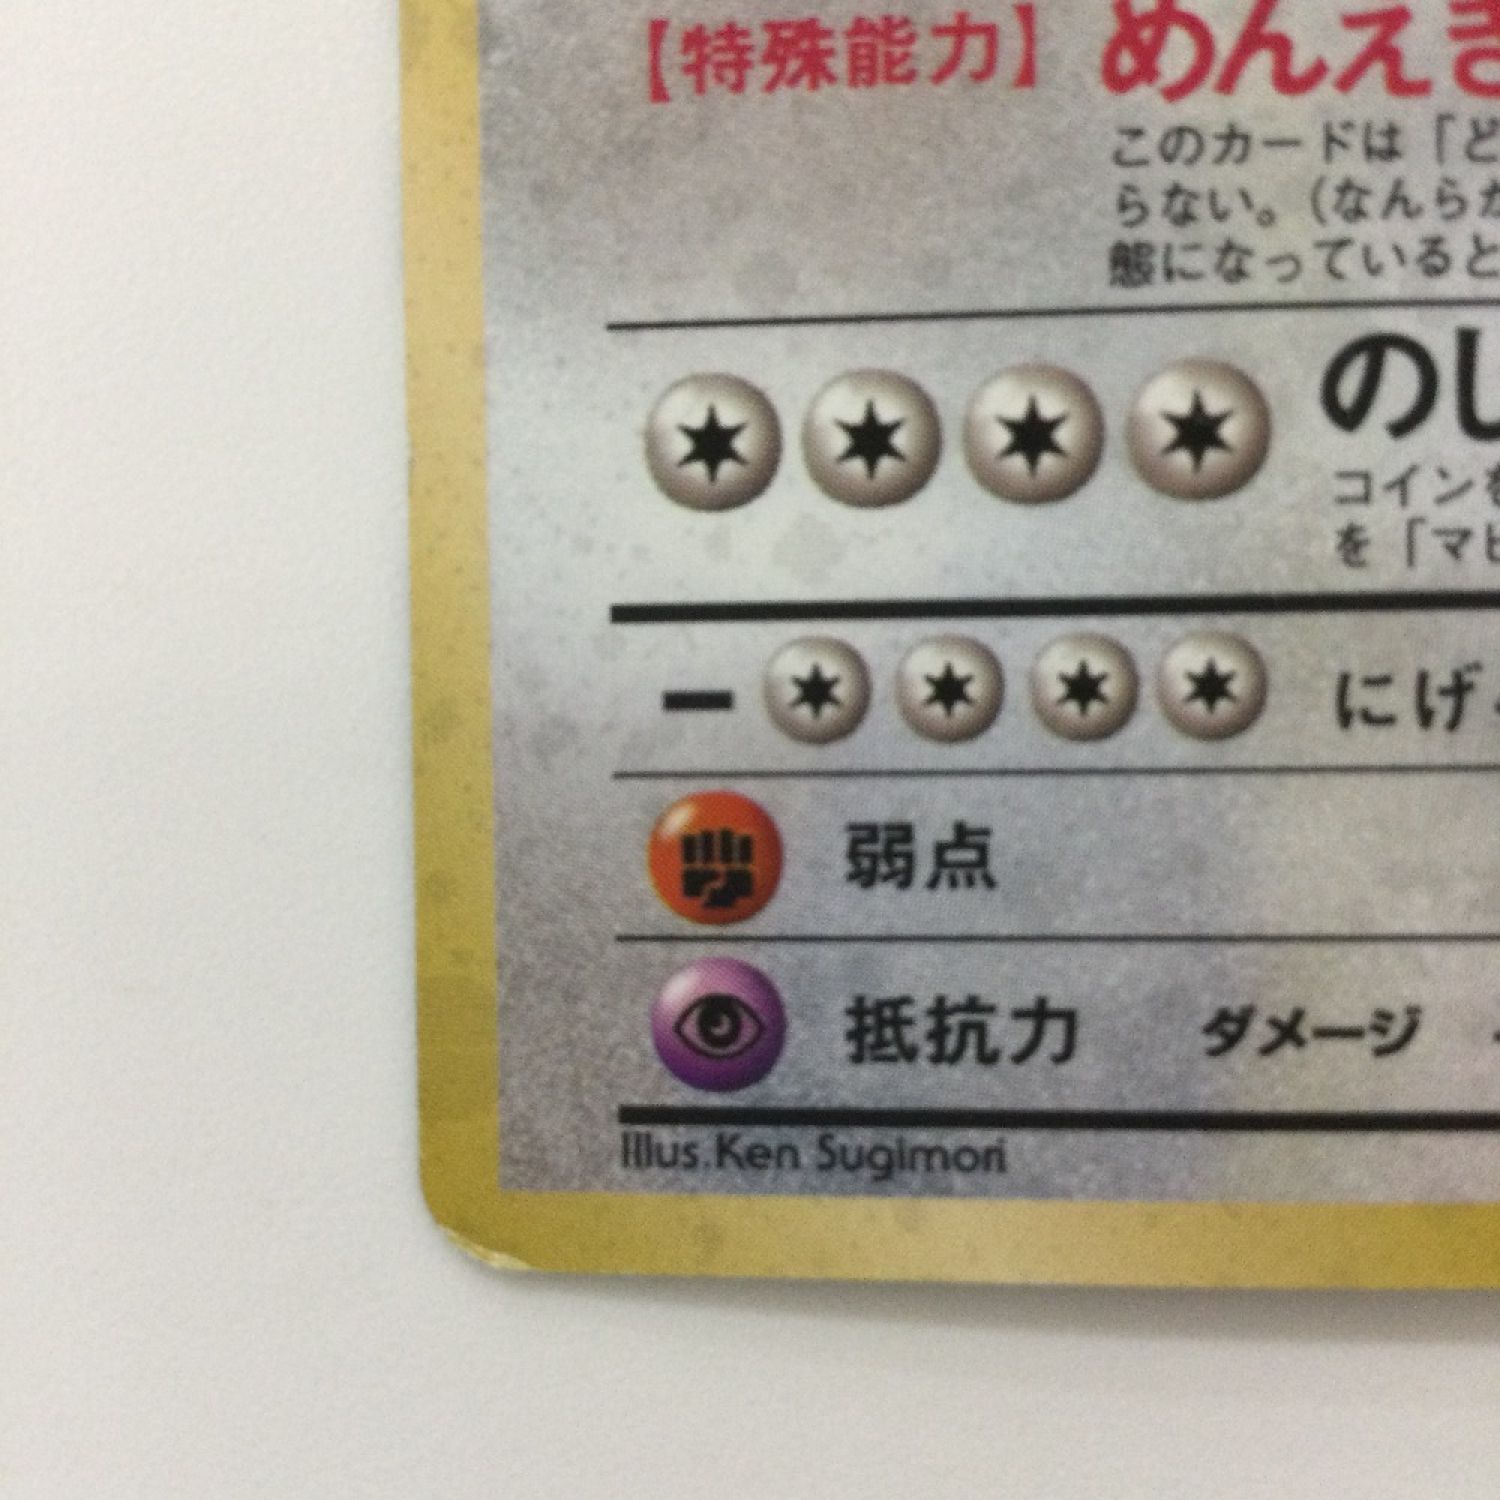 【特殊能力】 めんえき
このカードは「ど
らない。(なんらか
態になっていると
のし
コインを
を「マヒ
にげ
弱点
抵抗力 ダメージ -
Illus. Ken Sugimori